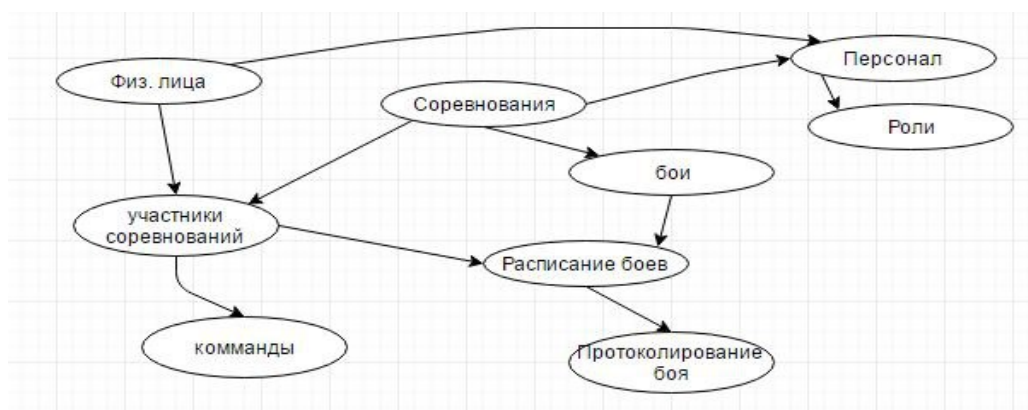 Персонал
Физ. лица
Соревнования
Роли
бои
участники
соревнований
Расписание боев
комманды
Протоколирование
боя